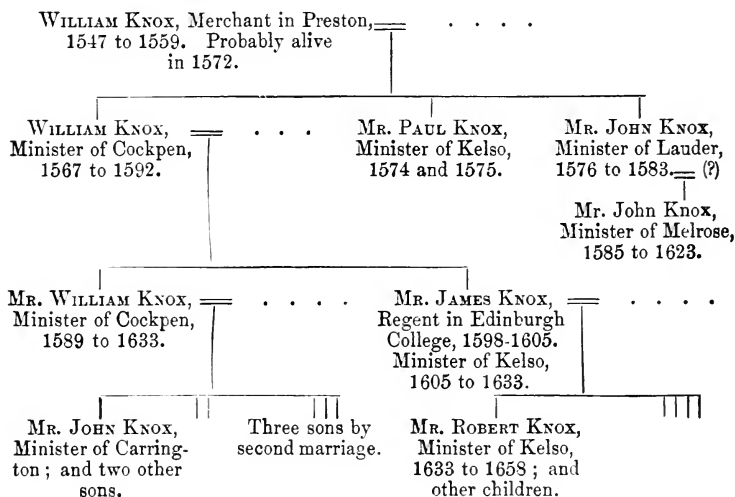 WILLIAM KNOX, Merchant in Preston,
1547 to 1559. Probably alive
in 1572.
. . . .
WILLIAM KNOX,
Minister of Cockpen,
1567 to 1592.
. . .
MR. PAUL KNOX,
Minister of Kelso,
1574 and 1575.
MR. JOHN KNOX,
Minister of Lauder,
1576 to 1583. (?)
Mr. John Knox,
Minister of Melrose,
1585 to 1623.
MR. WILLIAM KNOX,
Minister of Cockpen,
1589 to 1633.
. . . .
MR. JAMES KNOX,
Regent in Edinburgh
College, 1598-1605.
Minister of Kelso,
1605 to 1633.
. . . .
MR. JOHN KNOX,
Minister of Carring-
ton ; and two other
sons.
Three sons by
second marriage.
MR. ROBERT KNOX,
Minister of Kelso,
1633 to 1658 ; and
other children.